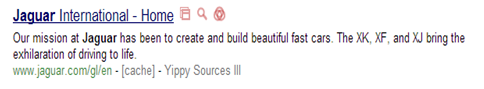 Jaguar International - Home
Our mission at Jaguar has been to create and build beautiful fast cars. The XK, XF, and XJ bring the
exhilaration of driving to life.
www.jaguar.com/gl/en - [cache] - Yippy Sources III